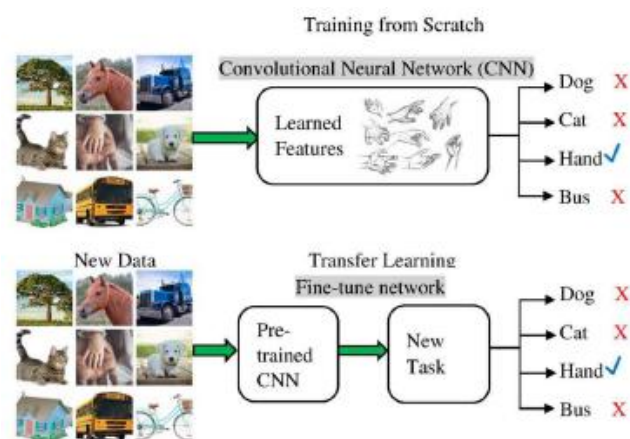 Training from Scratch
Convolutional Neural Network (CNN)
Learned
Features
Dog X
Cat X
Hand ✓
Bus X
New Data
Transfer Learning
Fine-tune network
Pre-
trained
CNN
New
Task
Dog X
Cat X
Hand ✓
Bus X